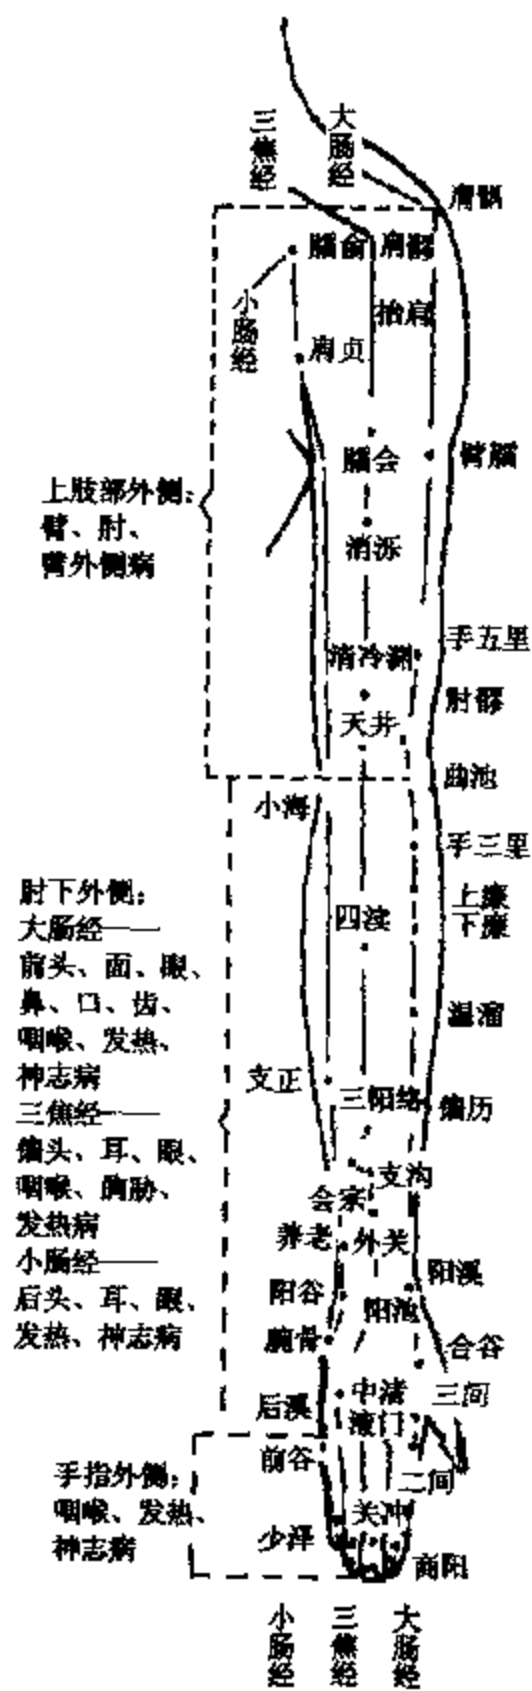 三焦经
大肠经
肩髃
臑俞
肩髎
小肠经
抬肩
肩贞
臑会
臂臑
上肢部外侧：
臂、肘、
臂外侧病
消泺
清冷渊
手五里
肘髎
天井
曲池
小海
手三里
上廉
下廉
四渎
温溜
肘下外侧：
大肠经——
前头、面、眼、
鼻、口、齿、
咽喉、发热、
神志病
三焦经——
偏头、耳、眼、
咽喉、胸胁、
发热病
小肠经——
后头、耳、眼、
发热、神志病
支正
三阳络
偏历
支沟
会宗
养老
外关
阳谷
阳池
阳溪
腕骨
合谷
中渚
三间
后溪
液门
前谷
二间
手指外侧：
咽喉、发热、
神志病
关冲
少泽
商阳
小肠经
三焦经
大肠经